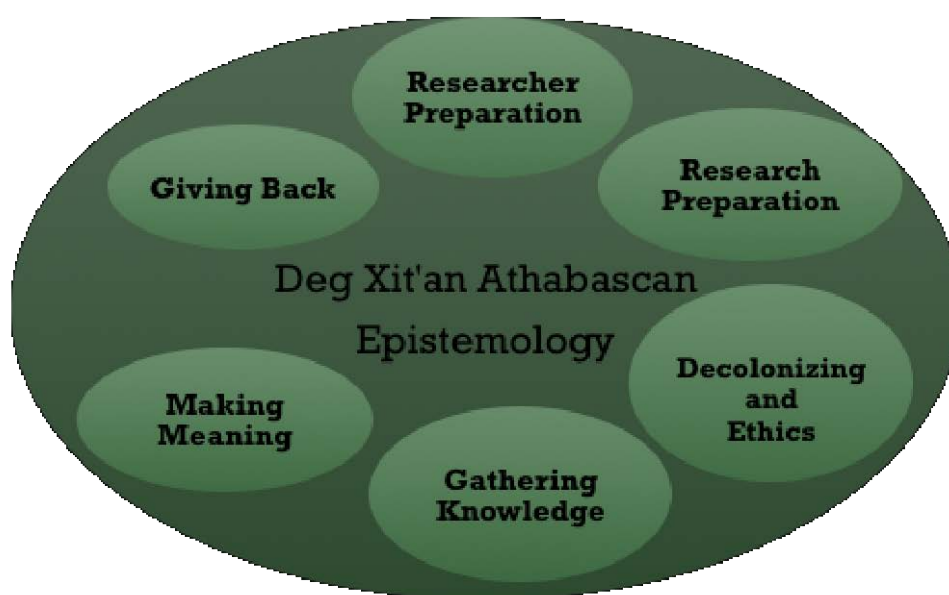 Researcher
Preparation
Giving Back
Research
Preparation
Deg Xit'an Athabascan
Epistemology
Decolonizing
and
Ethics
Making
Meaning
Gathering
Knowledge